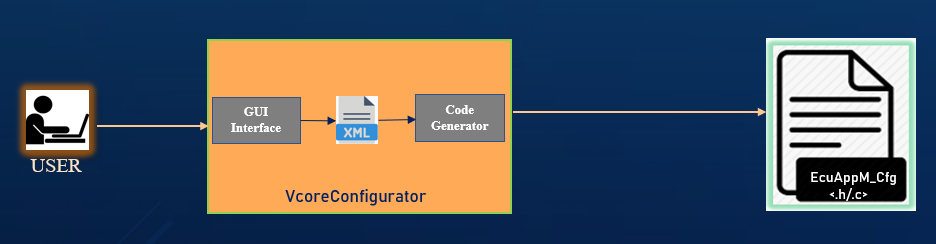 USER
GUI
Interface
XML
Code
Generator
VcoreConfigurator
EcuAppM_Cfg
<.h/.c>